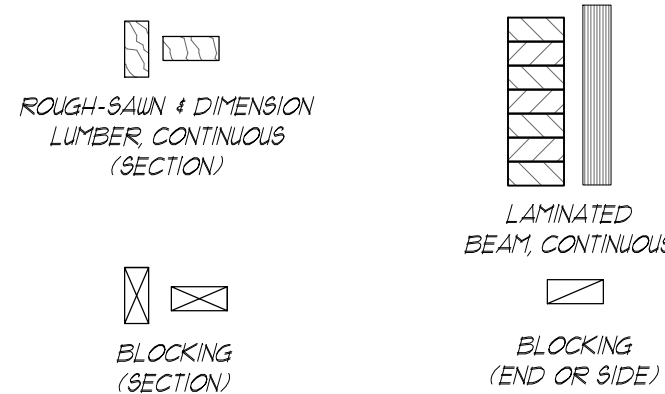 ROUGH-SAWN & DIMENSION
LUMBER, CONTINUOUS
(SECTION)
LAMINATED
BEAM, CONTINUOUS
BLOCKING
(SECTION)
BLOCKING
(END OR SIDE)